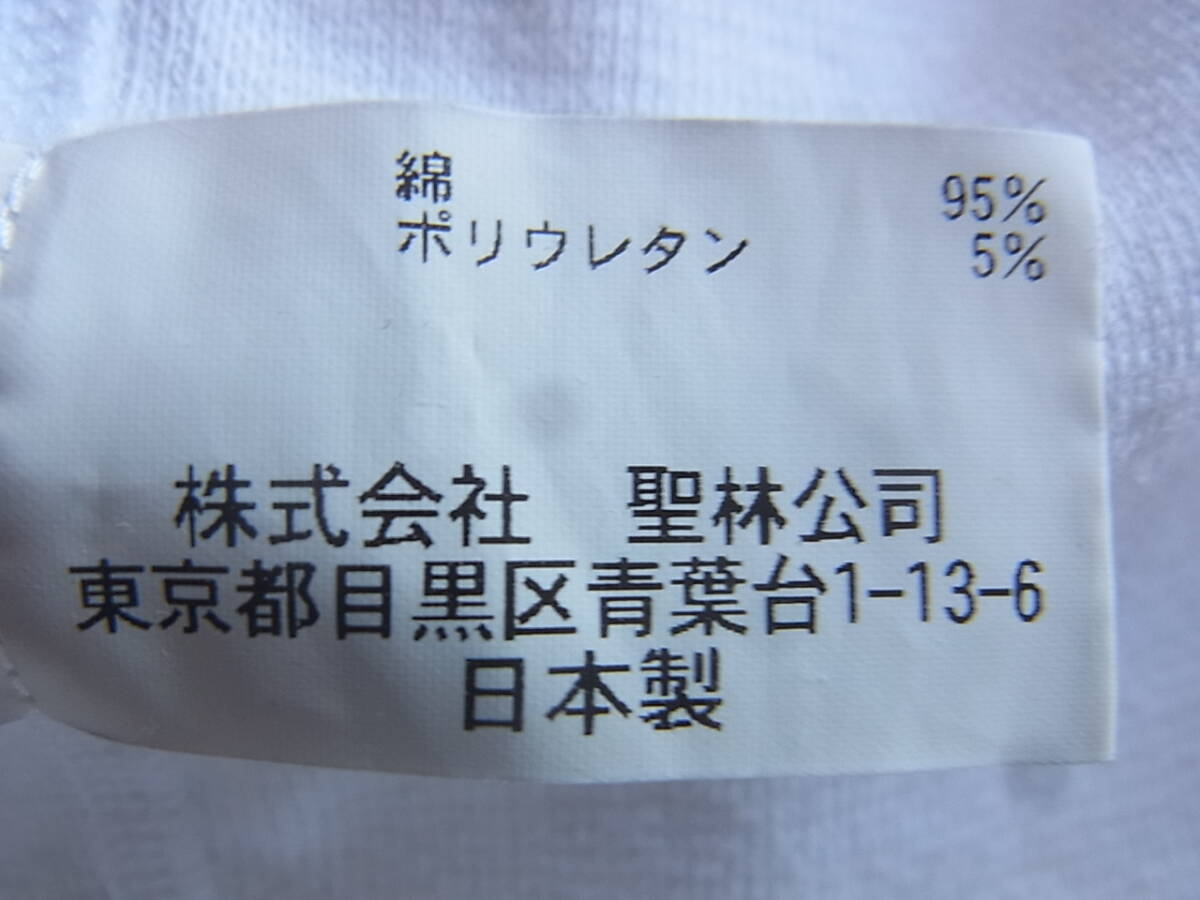 綿 95%
ポリウレタン 5%
株式会社 聖林公司
東京都目黒区青葉台1-13-6
日本製